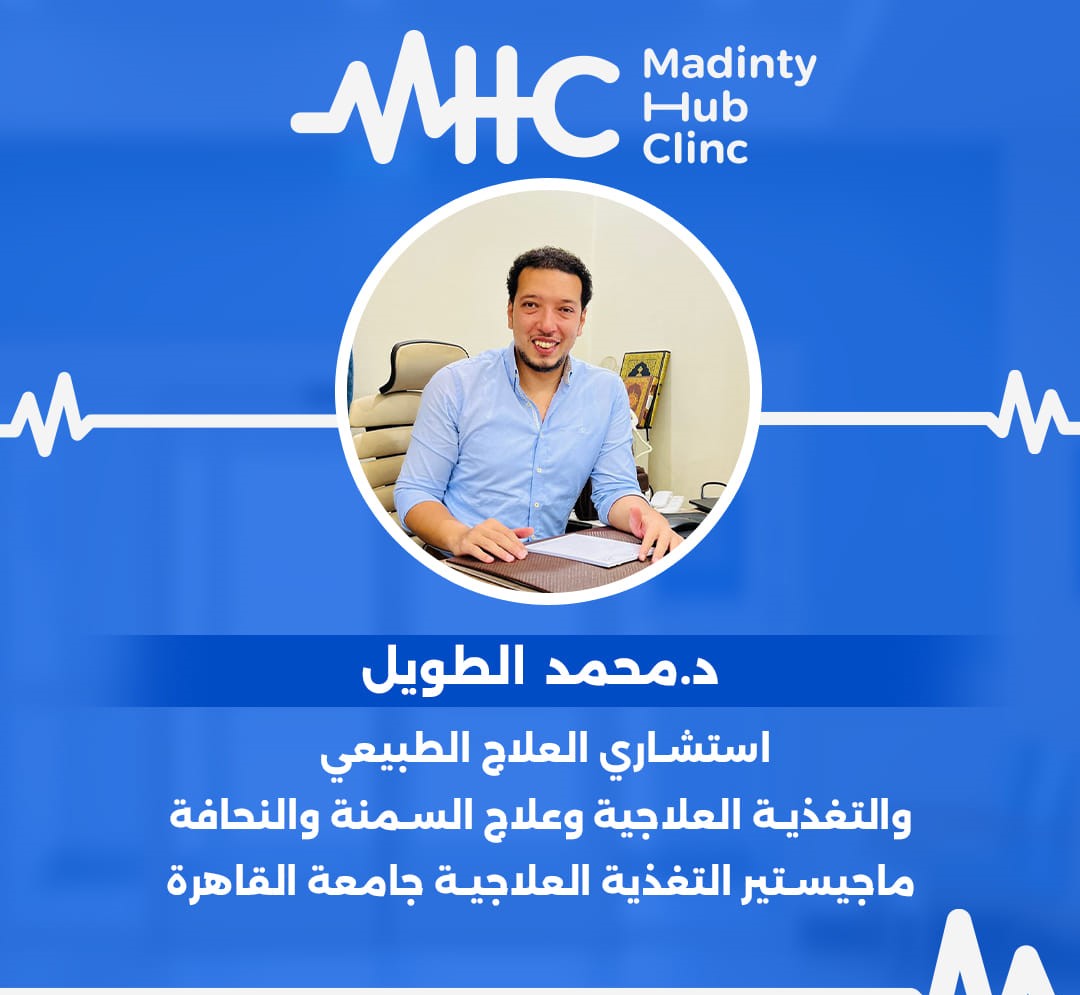 MHC
Madinty
Hub
Clinc
د.محمد الطويل
استشاري العلاج الطبيعي
والتغذية العلاجية وعلاج السمنة والنحافة
ماجيستير التغذية العلاجية جامعة القاهرة